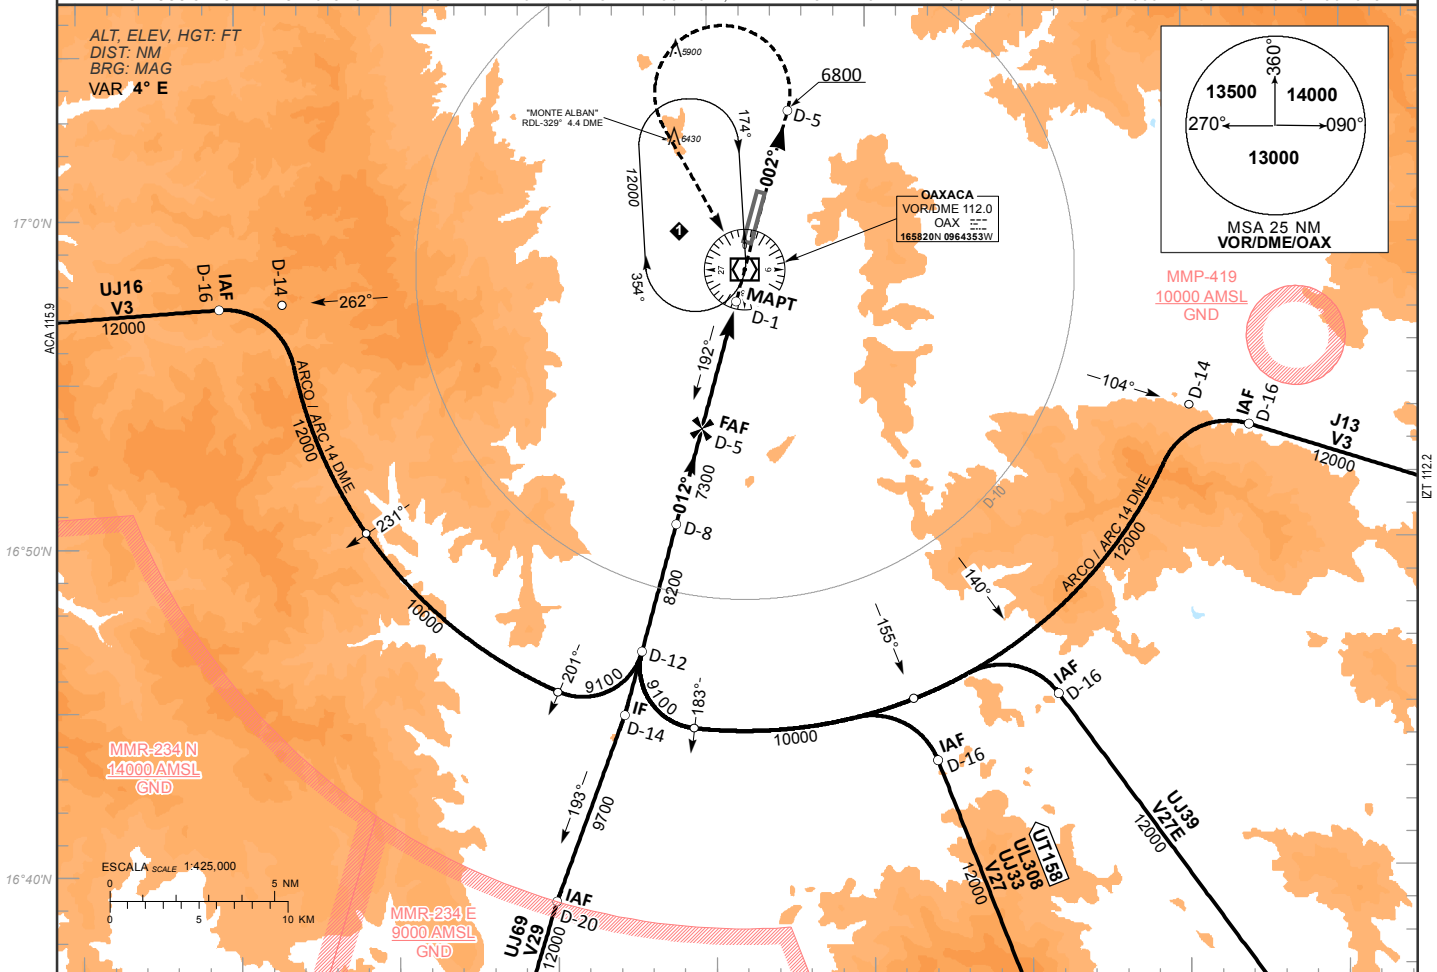 ALT, ELEV, HGT: FT
DIST: NM
BRG: MAG
VAR 4° E
5900
6800
D-5
"MONTE ALBAN"
RDL-329° 4.4 DME
6430
174°
002°
12000
1
354°
OAXACA
VOR/DME 112.0
OAX
165820N 0964353W
27
9
MAPT
D-1
360°
13500
14000
270°
090°
13000
MSA 25 NM
VOR/DME/OAX
MMP-419
10000 AMSL
GND
17°0'N
UJ16
V3
12000
ACA 115.9
D-16
IAF
D-14
262°
ARCO / ARC 14 DME
12000
192°
FAF
D-5
012°
7300
D-8
8200
D-10
104°
D-14
IAF
D-16
J13
V3
12000
IZT 112.2
ARCO / ARC 14 DME
12000
16°50'N
231°
10000
201°
9100
D-12
9100
183°
IF
D-14
10000
155°
140°
IAF
D-16
IAF
D-16
193°
9700
MMR-234 N
14000 AMSL
GND
UJ39
V27E
12000
UT158
UL308
UJ33
V27
12000
16°40'N
ESCALA SCALE 1:425,000
0 5 NM
0 5 10 KM
MMR-234 E
9000 AMSL
GND
IAF
D-20
UJ69
V29
12000